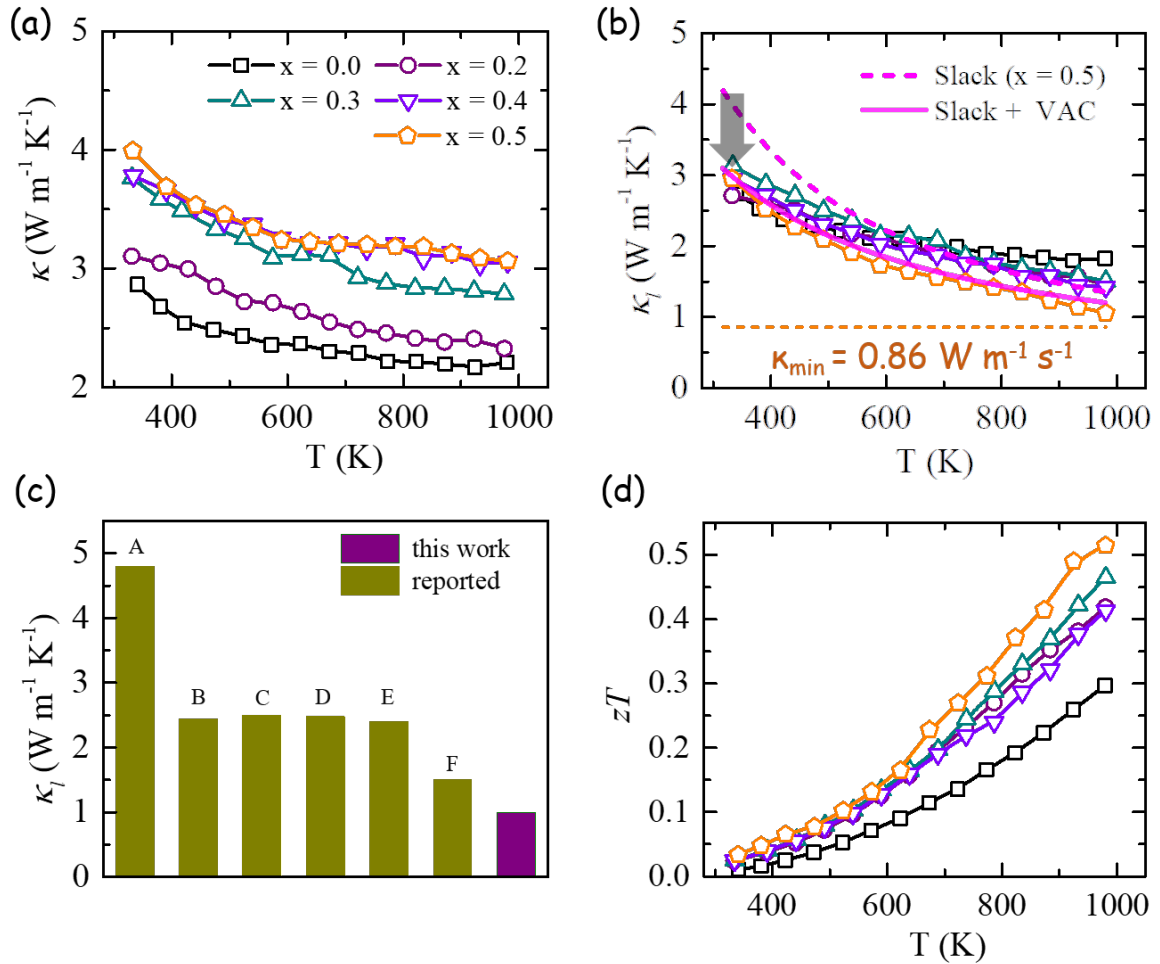 (a)
κ (W m⁻¹ K⁻¹)
5
4
3
2
x = 0.0
x = 0.2
x = 0.3
x = 0.4
x = 0.5
400 600 800 1000
T (K)
(b)
κl (W m⁻¹ K⁻¹)
5
4
3
2
1
0
Slack (x = 0.5)
Slack + VAC
κmin = 0.86 W m⁻¹ s⁻¹
400 600 800 1000
T (K)
(c)
κl (W m⁻¹ K⁻¹)
5
4
3
2
1
0
A
B
C
D
E
F
this work
reported
(d)
zT
0.5
0.4
0.3
0.2
0.1
0.0
400 600 800 1000
T (K)